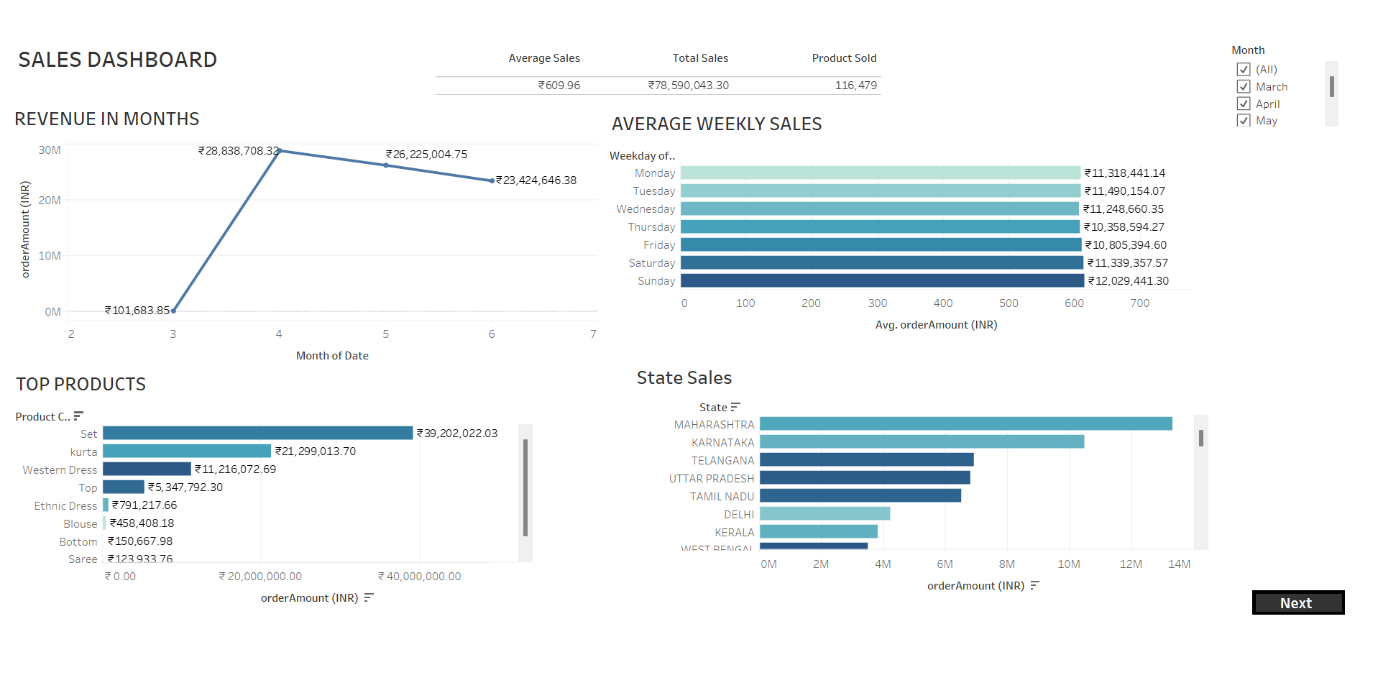 SALES DASHBOARD
Average Sales Total Sales Product Sold
₹609.96 ₹78,590,043.30 116,479
Month
(All)
March
April
May
REVENUE IN MONTHS
30M
20M
10M
0M
orderAmount (INR)
₹101,683.85
₹28,838,708.32
₹26,225,004.75
₹23,424,646.38
2 3 4 5 6 7
Month of Date
AVERAGE WEEKLY SALES
Weekday of..
Monday ₹11,318,441.14
Tuesday ₹11,490,154.07
Wednesday ₹11,248,660.35
Thursday ₹10,358,594.27
Friday ₹10,805,394.60
Saturday ₹11,339,357.57
Sunday ₹12,029,441.30
0 100 200 300 400 500 600 700
Avg. orderAmount (INR)
TOP PRODUCTS
Product C..
Set ₹39,202,022.03
kurta ₹21,299,013.70
Western Dress ₹11,216,072.69
Top ₹5,347,792.30
Ethnic Dress ₹791,217.66
Blouse ₹458,408.18
Bottom ₹150,667.98
Saree ₹123,933.76
₹0.00 ₹20,000,000.00 ₹40,000,000.00
orderAmount (INR)
State Sales
State
MAHARASHTRA
KARNATAKA
TELANGANA
UTTAR PRADESH
TAMIL NADU
DELHI
KERALA
WEST BENGAL
0M 2M 4M 6M 8M 10M 12M 14M
orderAmount (INR)
Next